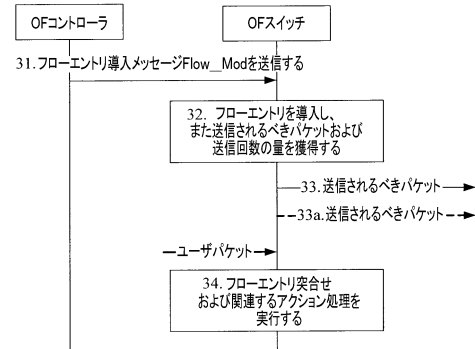 OFコントローラ
OFスイッチ
31.フローエントリ導入メッセージFlow__Modを送信する
32. フローエントリを導入し、
また送信されるべきパケットおよび
送信回数の量を獲得する
33.送信されるべきパケット
33a.送信されるべきパケット
ユーザパケット
34.フローエントリ突合せ
および関連するアクション処理を
実行する